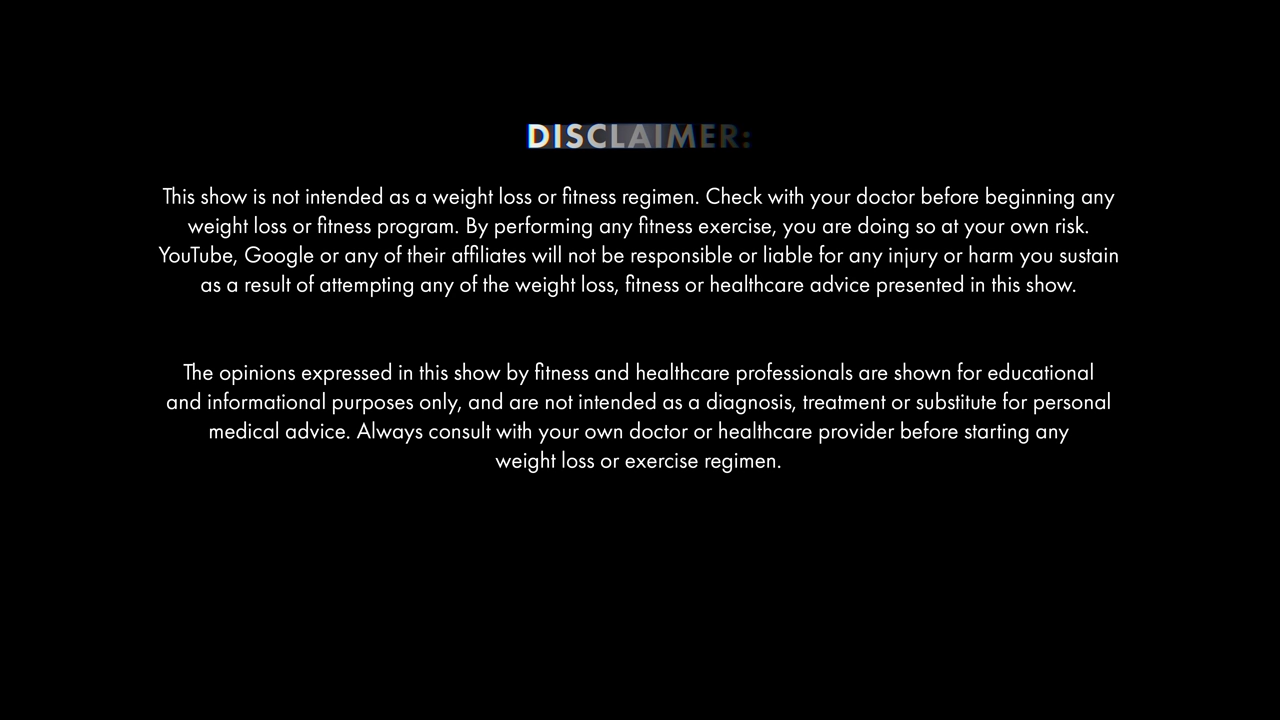 DISCLAIMER:
This show is not intended as a weight loss or fitness regimen. Check with your doctor before beginning any
weight loss or fitness program. By performing any fitness exercise, you are doing so at your own risk.
YouTube, Google or any of their affiliates will not be responsible or liable for any injury or harm you sustain
as a result of attempting any of the weight loss, fitness or healthcare advice presented in this show.
The opinions expressed in this show by fitness and healthcare professionals are shown for educational
and informational purposes only, and are not intended as a diagnosis, treatment or substitute for personal
medical advice. Always consult with your own doctor or healthcare provider before starting any
weight loss or exercise regimen.